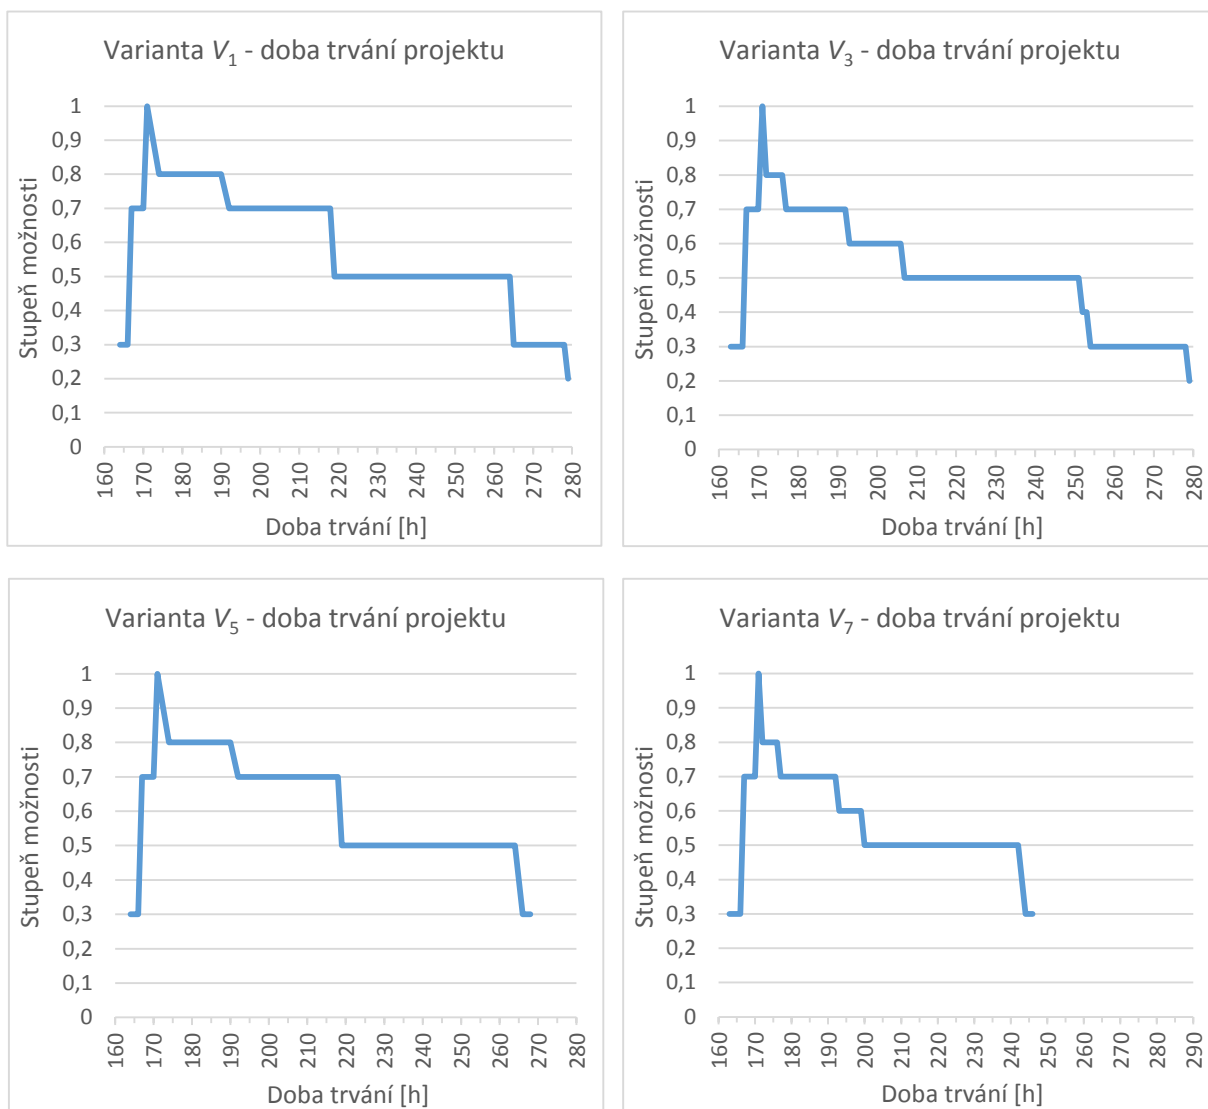 Varianta V1 - doba trvání projektu
1
0,9
0,8
0,7
0,6
0,5
0,4
0,3
0,2
0,1
0
Stupeň možnosti
160 170 180 190 200 210 220 230 240 250 260 270 280
Doba trvání [h]
Varianta V3 - doba trvání projektu
1
0,9
0,8
0,7
0,6
0,5
0,4
0,3
0,2
0,1
0
Stupeň možnosti
160 170 180 190 200 210 220 230 240 250 260 270 280
Doba trvání [h]
Varianta V5 - doba trvání projektu
1
0,9
0,8
0,7
0,6
0,5
0,4
0,3
0,2
0,1
0
Stupeň možnosti
160 170 180 190 200 210 220 230 240 250 260 270 280
Doba trvání [h]
Varianta V7 - doba trvání projektu
1
0,9
0,8
0,7
0,6
0,5
0,4
0,3
0,2
0,1
0
Stupeň možnosti
160 170 180 190 200 210 220 230 240 250 260 270 280 290
Doba trvání [h]